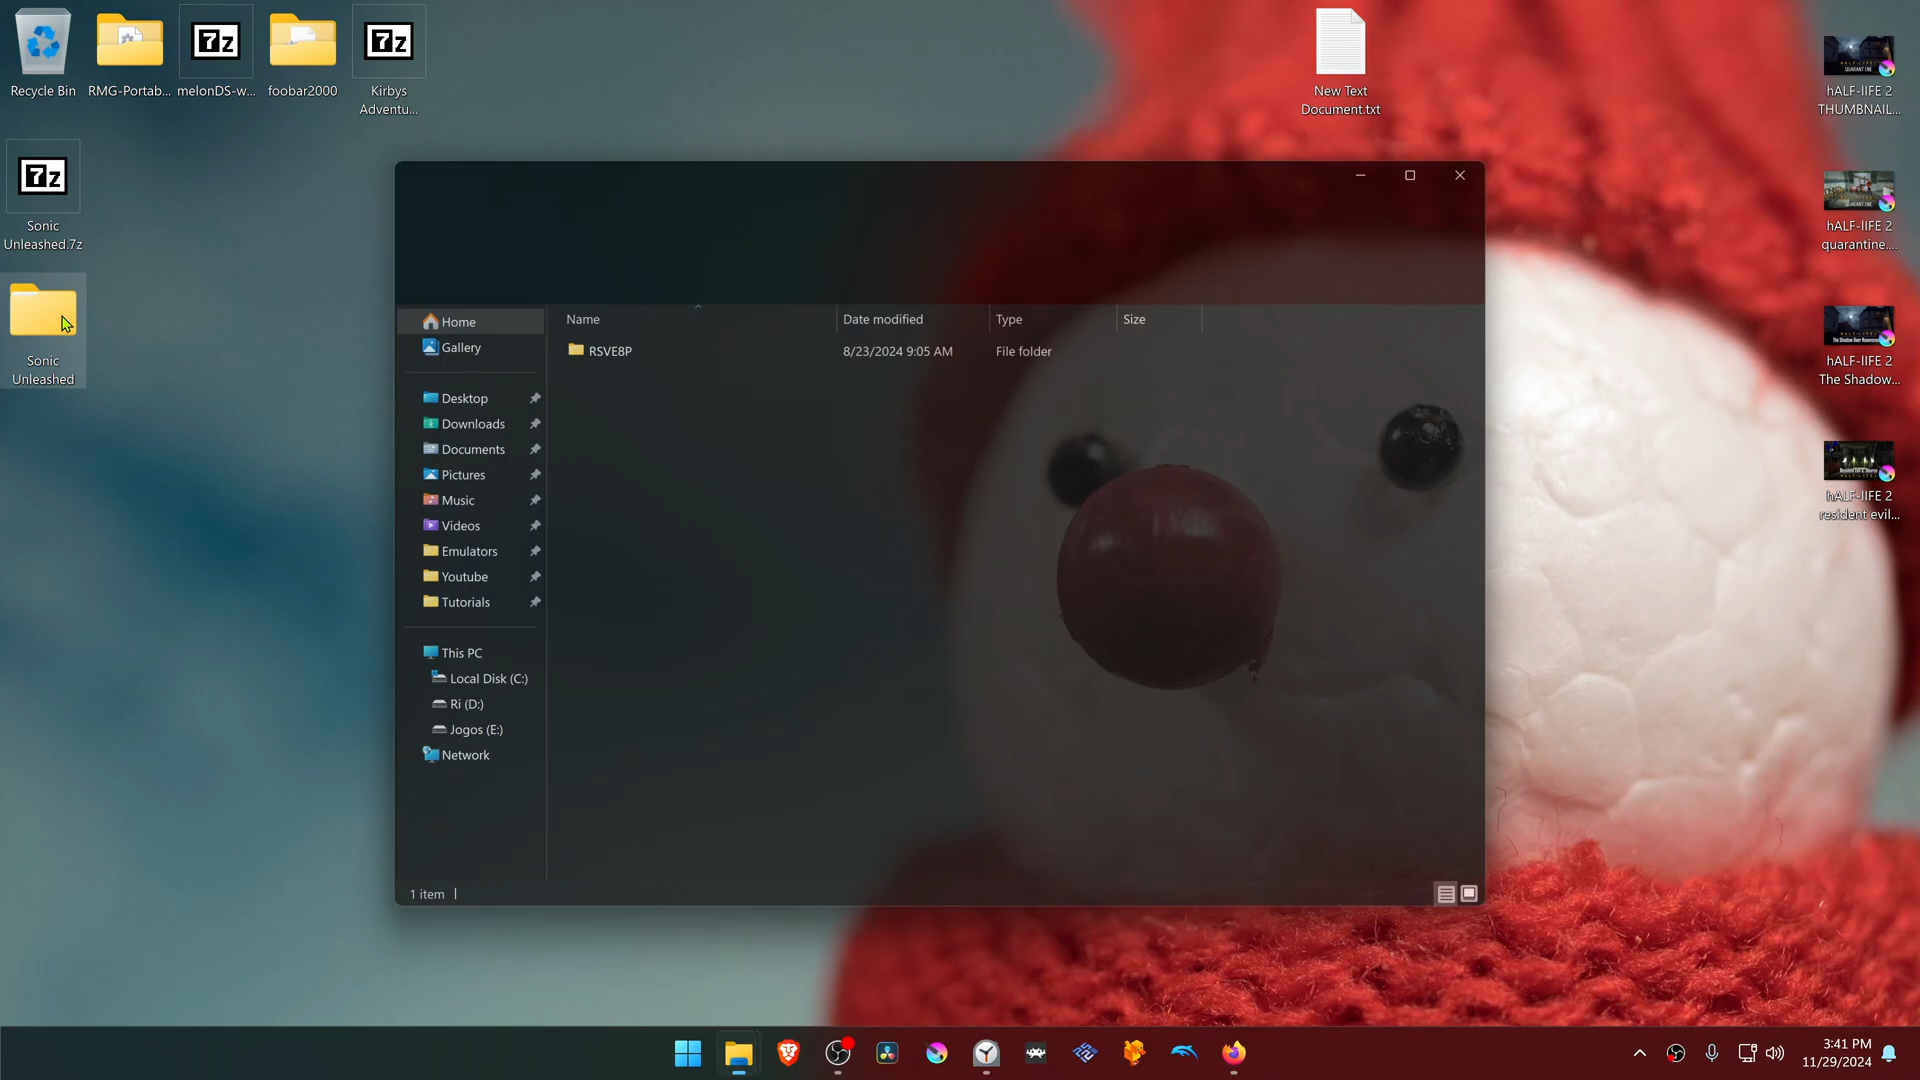 Recycle Bin
RMG-Portab...
melonDS-w...
foobar2000
Kirbys
Adventu...
New Text
Document.txt
hALF-lIFE 2
THUMBNAIL...
Sonic
Unleashed.7z
hALF-lIFE 2
quarantine....
Sonic
Unleashed
hALF-lIFE 2
The Shadow...
hALF-lIFE 2
resident evil...
7z
7z
7z
Home
Gallery
Desktop
Downloads
Documents
Pictures
Music
Videos
Emulators
Youtube
Tutorials
This PC
Local Disk (C:)
Ri (D:)
Jogos (E:)
Network
Name
Date modified
Type
Size
RSVE8P
8/23/2024 9:05 AM
File folder
1 item
3:41 PM
11/29/2024